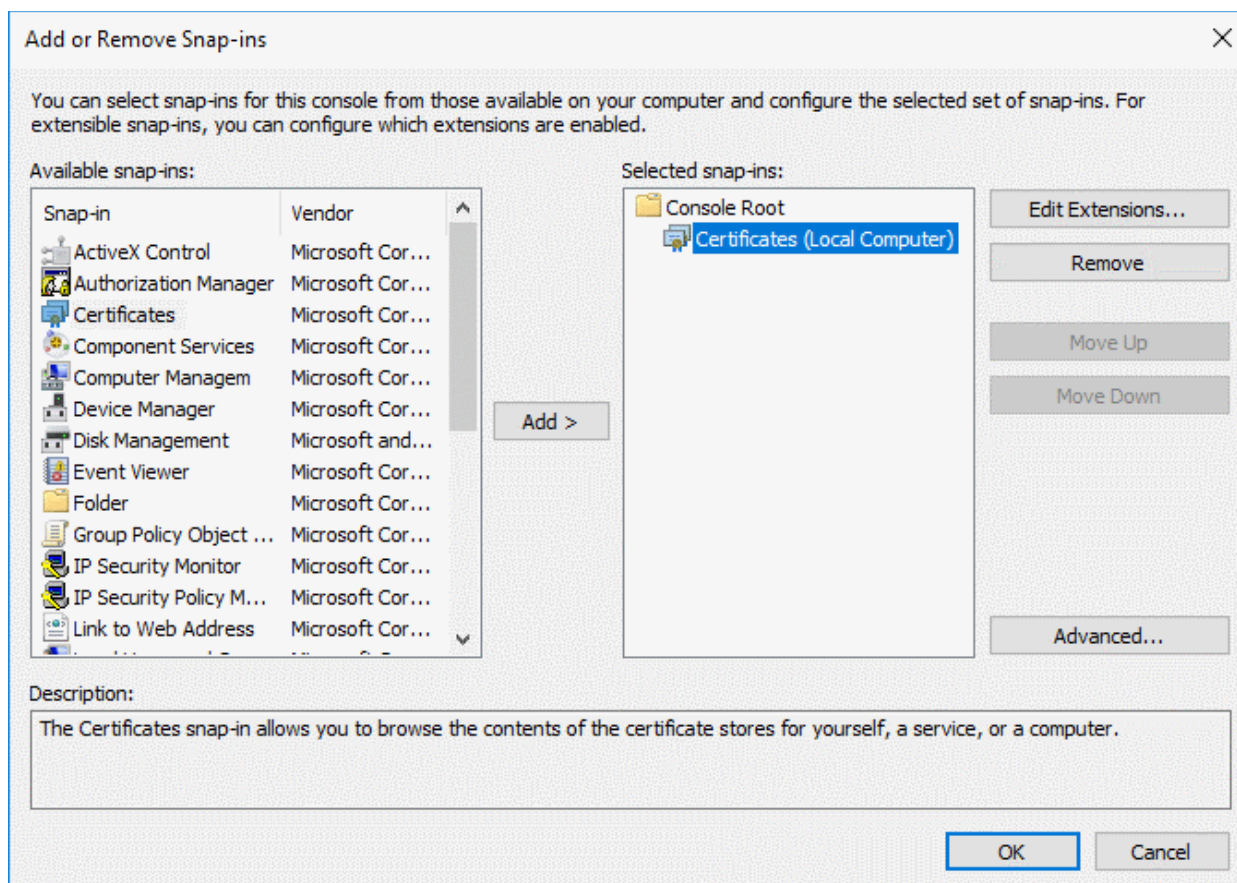 Add or Remove Snap-ins
You can select snap-ins for this console from those available on your computer and configure the selected set of snap-ins. For
extensible snap-ins, you can configure which extensions are enabled.
Available snap-ins:
Snap-in Vendor
ActiveX Control Microsoft Cor...
Authorization Manager Microsoft Cor...
Certificates Microsoft Cor...
Component Services Microsoft Cor...
Computer Managem Microsoft Cor...
Device Manager Microsoft Cor...
Disk Management Microsoft and...
Event Viewer Microsoft Cor...
Folder Microsoft Cor...
Group Policy Object ... Microsoft Cor...
IP Security Monitor Microsoft Cor...
IP Security Policy M... Microsoft Cor...
Link to Web Address Microsoft Cor...
Add >
Selected snap-ins:
Console Root
Certificates (Local Computer)
Edit Extensions...
Remove
Move Up
Move Down
Advanced...
Description:
The Certificates snap-in allows you to browse the contents of the certificate stores for yourself, a service, or a computer.
OK
Cancel